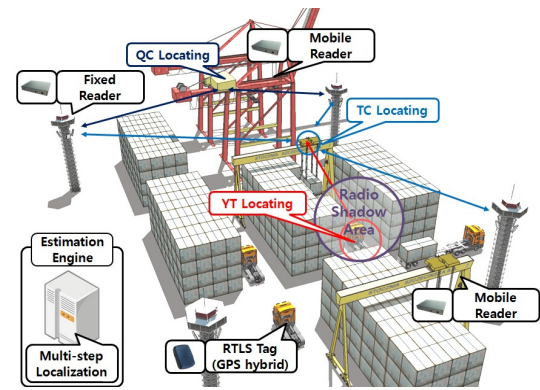 Mobile
Reader
QC Locating
Fixed
Reader
TC Locating
YT Locating
Radio
Shadow
Area
Estimation
Engine
Multi-step
Localization
RTLS Tag
(GPS hybrid)
Mobile
Reader